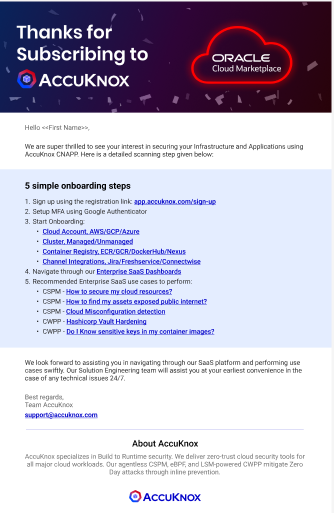 Thanks for
Subscribing to
ACCUKNOX
ORACLE
Cloud Marketplace
Hello <<First Name>>,
We are super thrilled to see your interest in securing your Infrastructure and Applications using
AccuKnox CNAPP. Here is a detailed scanning step given below:
5 simple onboarding steps
1. Sign up using the registration link: app.accuknox.com/sign-up
2. Setup MFA using Google Authenticator
3. Start Onboarding:
• Cloud Account, AWS/GCP/Azure
• Cluster, Managed/Unmanaged
• Container Registry, ECR/GCR/DockerHub/Nexus
• Channel Integrations, Jira/Freshservice/Connectwise
4. Navigate through our Enterprise SaaS Dashboards
5. Recommended Enterprise SaaS use cases to perform:
• CSPM - How to secure my cloud resources?
• CSPM - How to find my assets exposed public internet?
• CSPM - Cloud Misconfiguration detection
• CWPP - Hashicorp Vault Hardening
• CWPP - Do I Know sensitive keys in my container images?
We look forward to assisting you in navigating through our SaaS platform and performing use
cases swiftly. Our Solution Engineering team will assist you at your earliest convenience in the
case of any technical issues 24/7.
Best regards,
Team AccuKnox
support@accuknox.com
About AccuKnox
AccuKnox specializes in Build to Runtime security. We deliver zero-trust cloud security tools for
all major cloud workloads. Our agentless CSPM, eBPF, and LSM-powered CWPP mitigate Zero
Day attacks through inline prevention.
ACCUKNOX